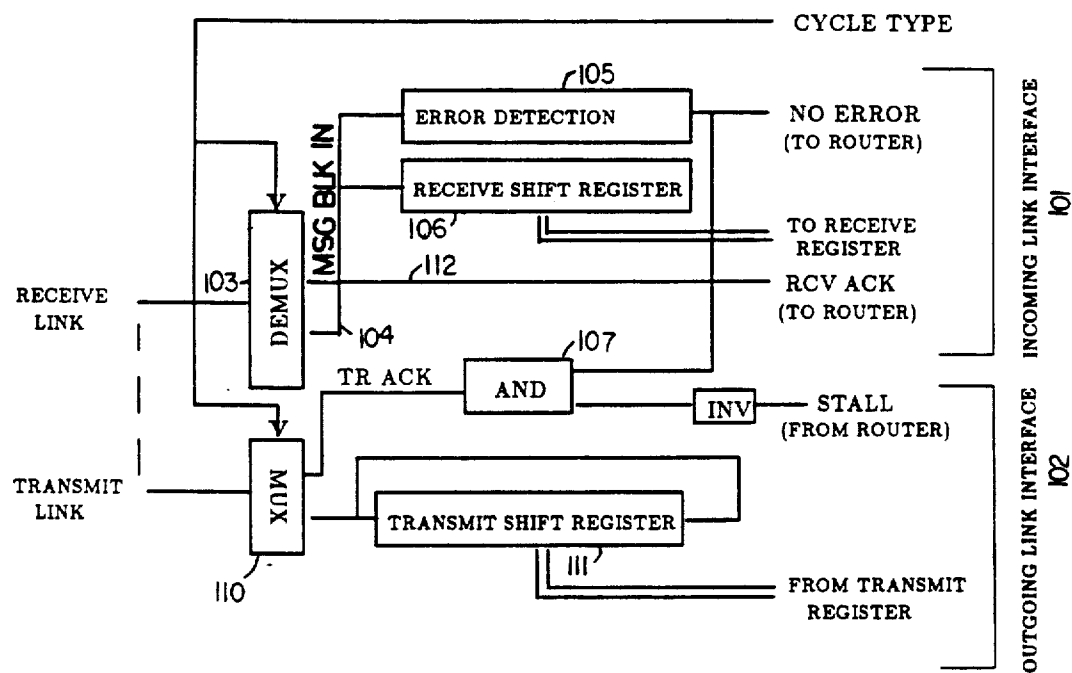 CYCLE TYPE
105
ERROR DETECTION
NO ERROR
(TO ROUTER)
MSG BLK IN
RECEIVE SHIFT REGISTER
106
TO RECEIVE
REGISTER
INCOMING LINK INTERFACE
101
103
DEMUX
112
RCV ACK
(TO ROUTER)
RECEIVE
LINK
104
107
TR ACK
AND
INV
STALL
(FROM ROUTER)
MUX
TRANSMIT
LINK
TRANSMIT SHIFT REGISTER
110
111
FROM TRANSMIT
REGISTER
OUTGOING LINK INTERFACE
102